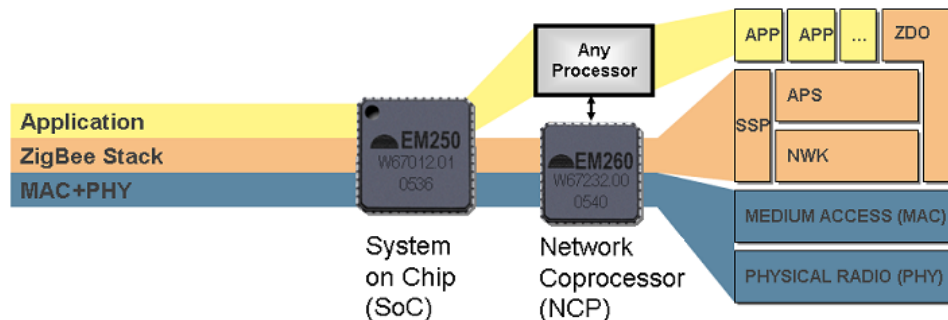 Application
ZigBee Stack
MAC+PHY
EM250
W67012.01
0536
System
on Chip
(SoC)
Any
Processor
EM260
W67232.00
0540
Network
Coprocessor
(NCP)
APP
APP
...
ZDO
SSP
APS
NWK
MEDIUM ACCESS (MAC)
PHYSICAL RADIO (PHY)